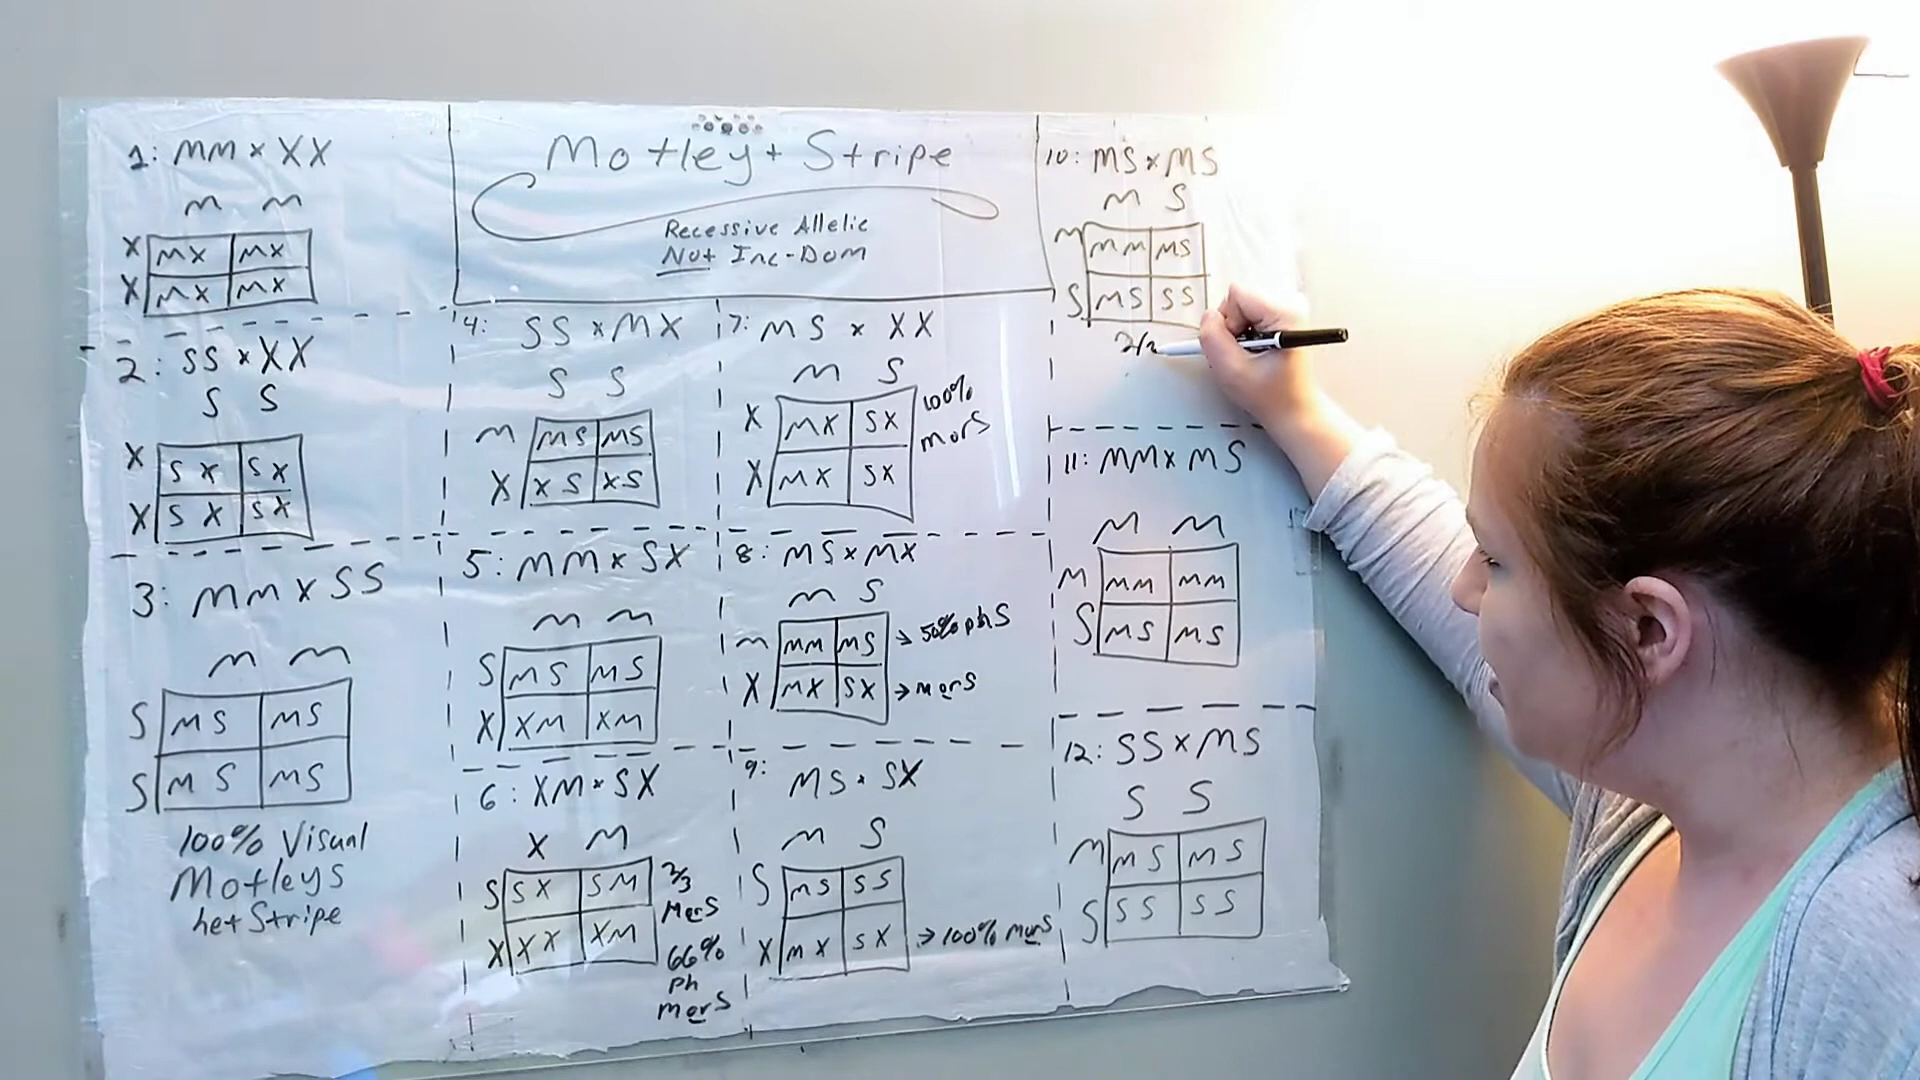 Motley + Stripe
Recessive Allelic
Not Inc-Dom
1: MM x XX
M M
X MX MX
X MX MX
2: SS x XX
S S
X SX SX
X SX SX
3: MM x SS
M M
S MS MS
S MS MS
100% Visual
Motleys
het Stripe
4: SS x MX
S S
M MS MS
X XS XS
5: MM x SX
M M
S MS MS
X XM XM
6: XM x SX
X M
S SX SM
X XX XM
2/3
MorS
66%
Ph
MorS
7: MS x XX
M S
X MX SX
X MX SX
100%
MorS
8: MS x MX
M S
M MM MS → 50% ph S
X MX SX → MorS
9:
MS x SX
M S
S MS SS
X MX SX → 100% MorS
10: MS x MS
M S
M MM MS
S MS SS
11: MM x MS
M M
M MM MM
S MS MS
12: SS x MS
S S
M MS MS
S SS SS